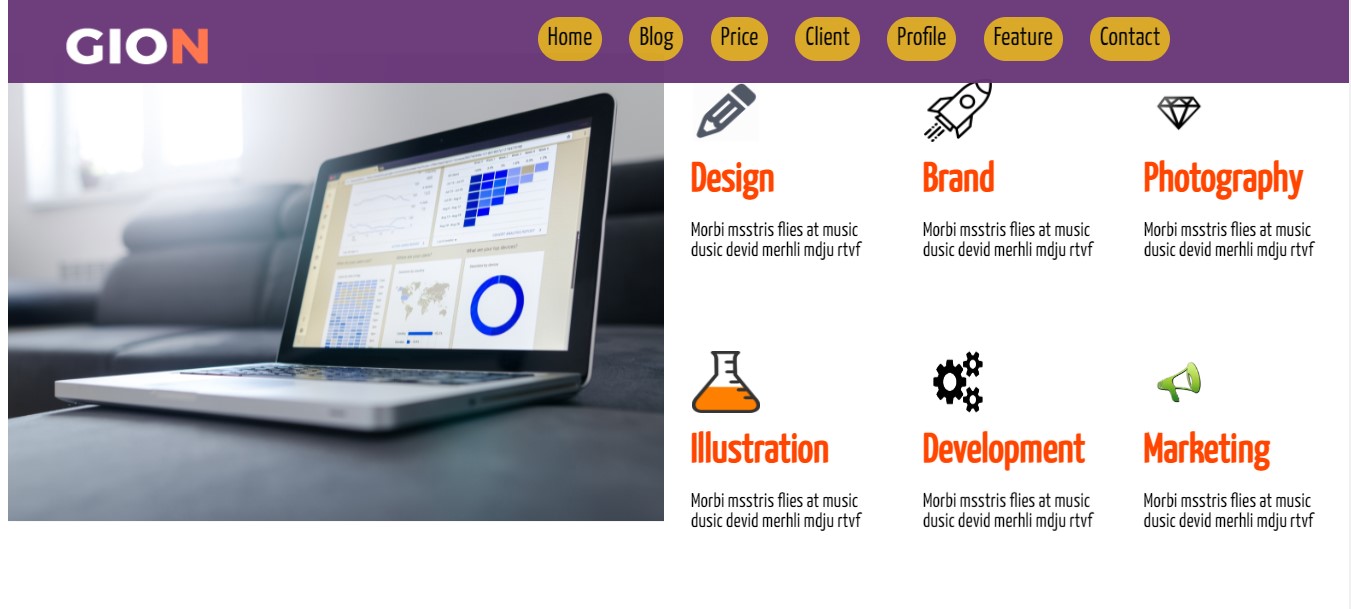 GION
Home Blog Price Client Profile Feature Contact
Design
Morbi msstris flies at music
dusic devid merhli mdju rtvf
Brand
Morbi msstris flies at music
dusic devid merhli mdju rtvf
Photography
Morbi msstris flies at music
dusic devid merhli mdju rtvf
Illustration
Morbi msstris flies at music
dusic devid merhli mdju rtvf
Development
Morbi msstris flies at music
dusic devid merhli mdju rtvf
Marketing
Morbi msstris flies at music
dusic devid merhli mdju rtvf